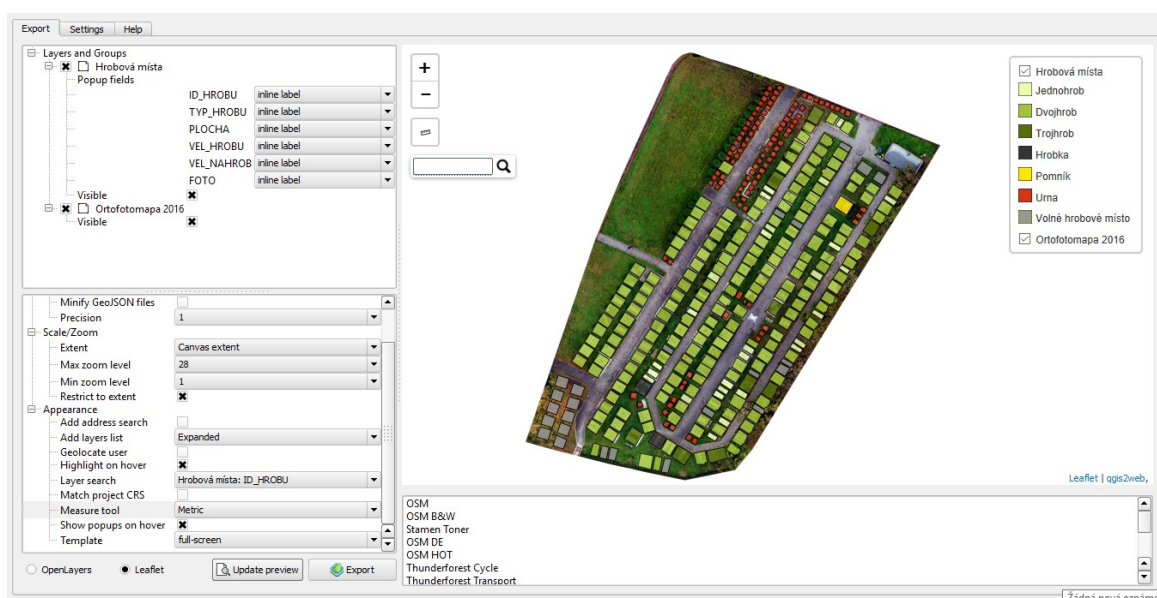 Export Settings Help
Layers and Groups
Hrobová místa
Popup fields
ID_HROBU inline label
TYP_HROBU inline label
PLOCHA inline label
VEL_HROBU inline label
VEL_NAHROB inline label
FOTO inline label
Visible
Ortofotomapa 2016
Visible
Minify GeoJSON files
Precision 1
Scale/Zoom
Extent Canvas extent
Max zoom level 28
Min zoom level 1
Restrict to extent
Appearance
Add address search
Add layers list Expanded
Geolocate user
Highlight on hover
Layer search Hrobová místa: ID_HROBU
Match project CRS
Measure tool Metric
Show popups on hover
Template full-screen
OpenLayers Leaflet Update preview Export
+
−
Hrobová místa
Jednohrob
Dvojhrob
Trojhrob
Hrobka
Pomník
Urna
Volné hrobové místo
Ortofotomapa 2016
Leaflet | qgis2web,
OSM
OSM B&W
Stamen Toner
OSM DE
OSM HOT
Thunderforest Cycle
Thunderforest Transport
Žádná nová oznáme